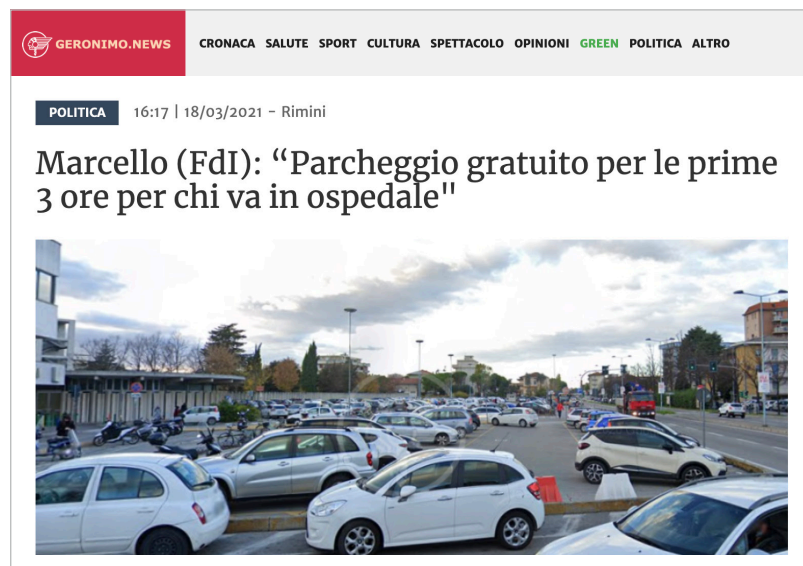 GERONIMO.NEWS
CRONACA SALUTE SPORT CULTURA SPETTACOLO OPINIONI GREEN POLITICA ALTRO
POLITICA 16:17 | 18/03/2021 - Rimini
Marcello (FdI): “Parcheggio gratuito per le prime
3 ore per chi va in ospedale"